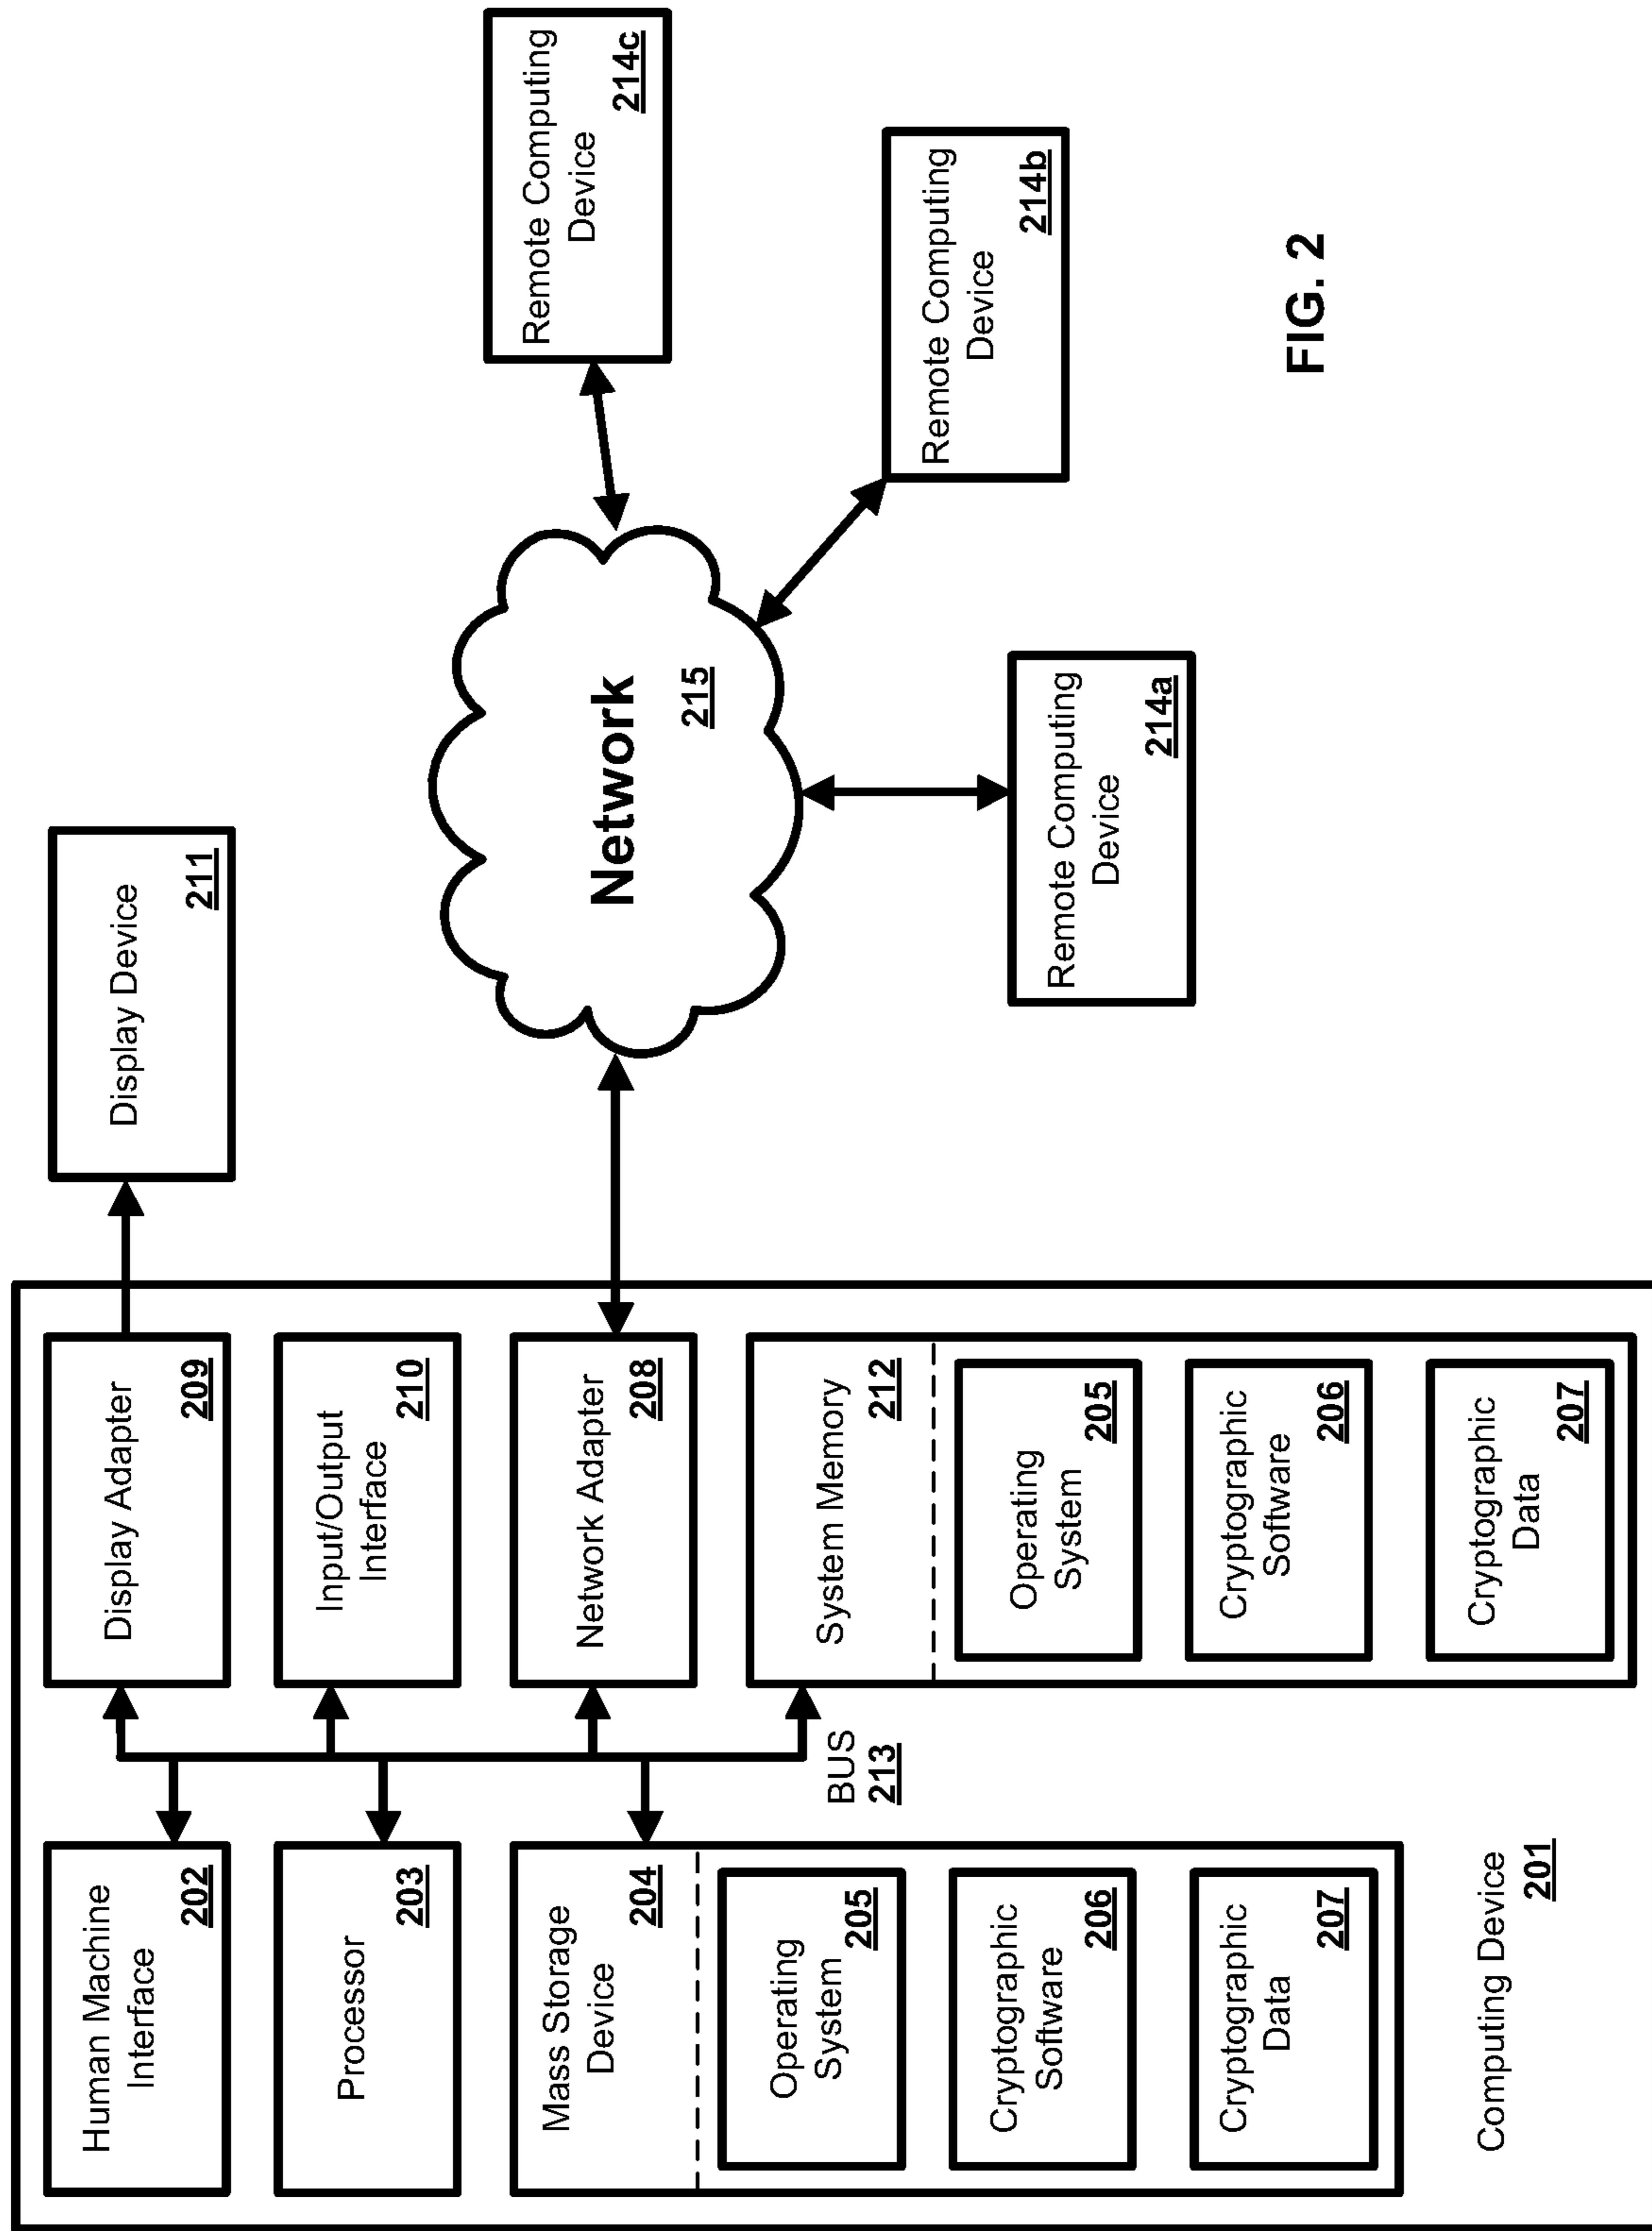 Human Machine
Interface
202
Processor
203
Mass Storage
Device
204
Operating
System
205
Cryptographic
Software
206
Cryptographic
Data
207
Computing Device
201
BUS
213
Display Adapter
209
Input/Output
Interface
210
Network Adapter
208
System Memory
212
Operating
System
205
Cryptographic
Software
206
Cryptographic
Data
207
Display Device
211
Network
215
Remote Computing
Device
214a
Remote Computing
Device
214b
Remote Computing
Device
214c
FIG. 2